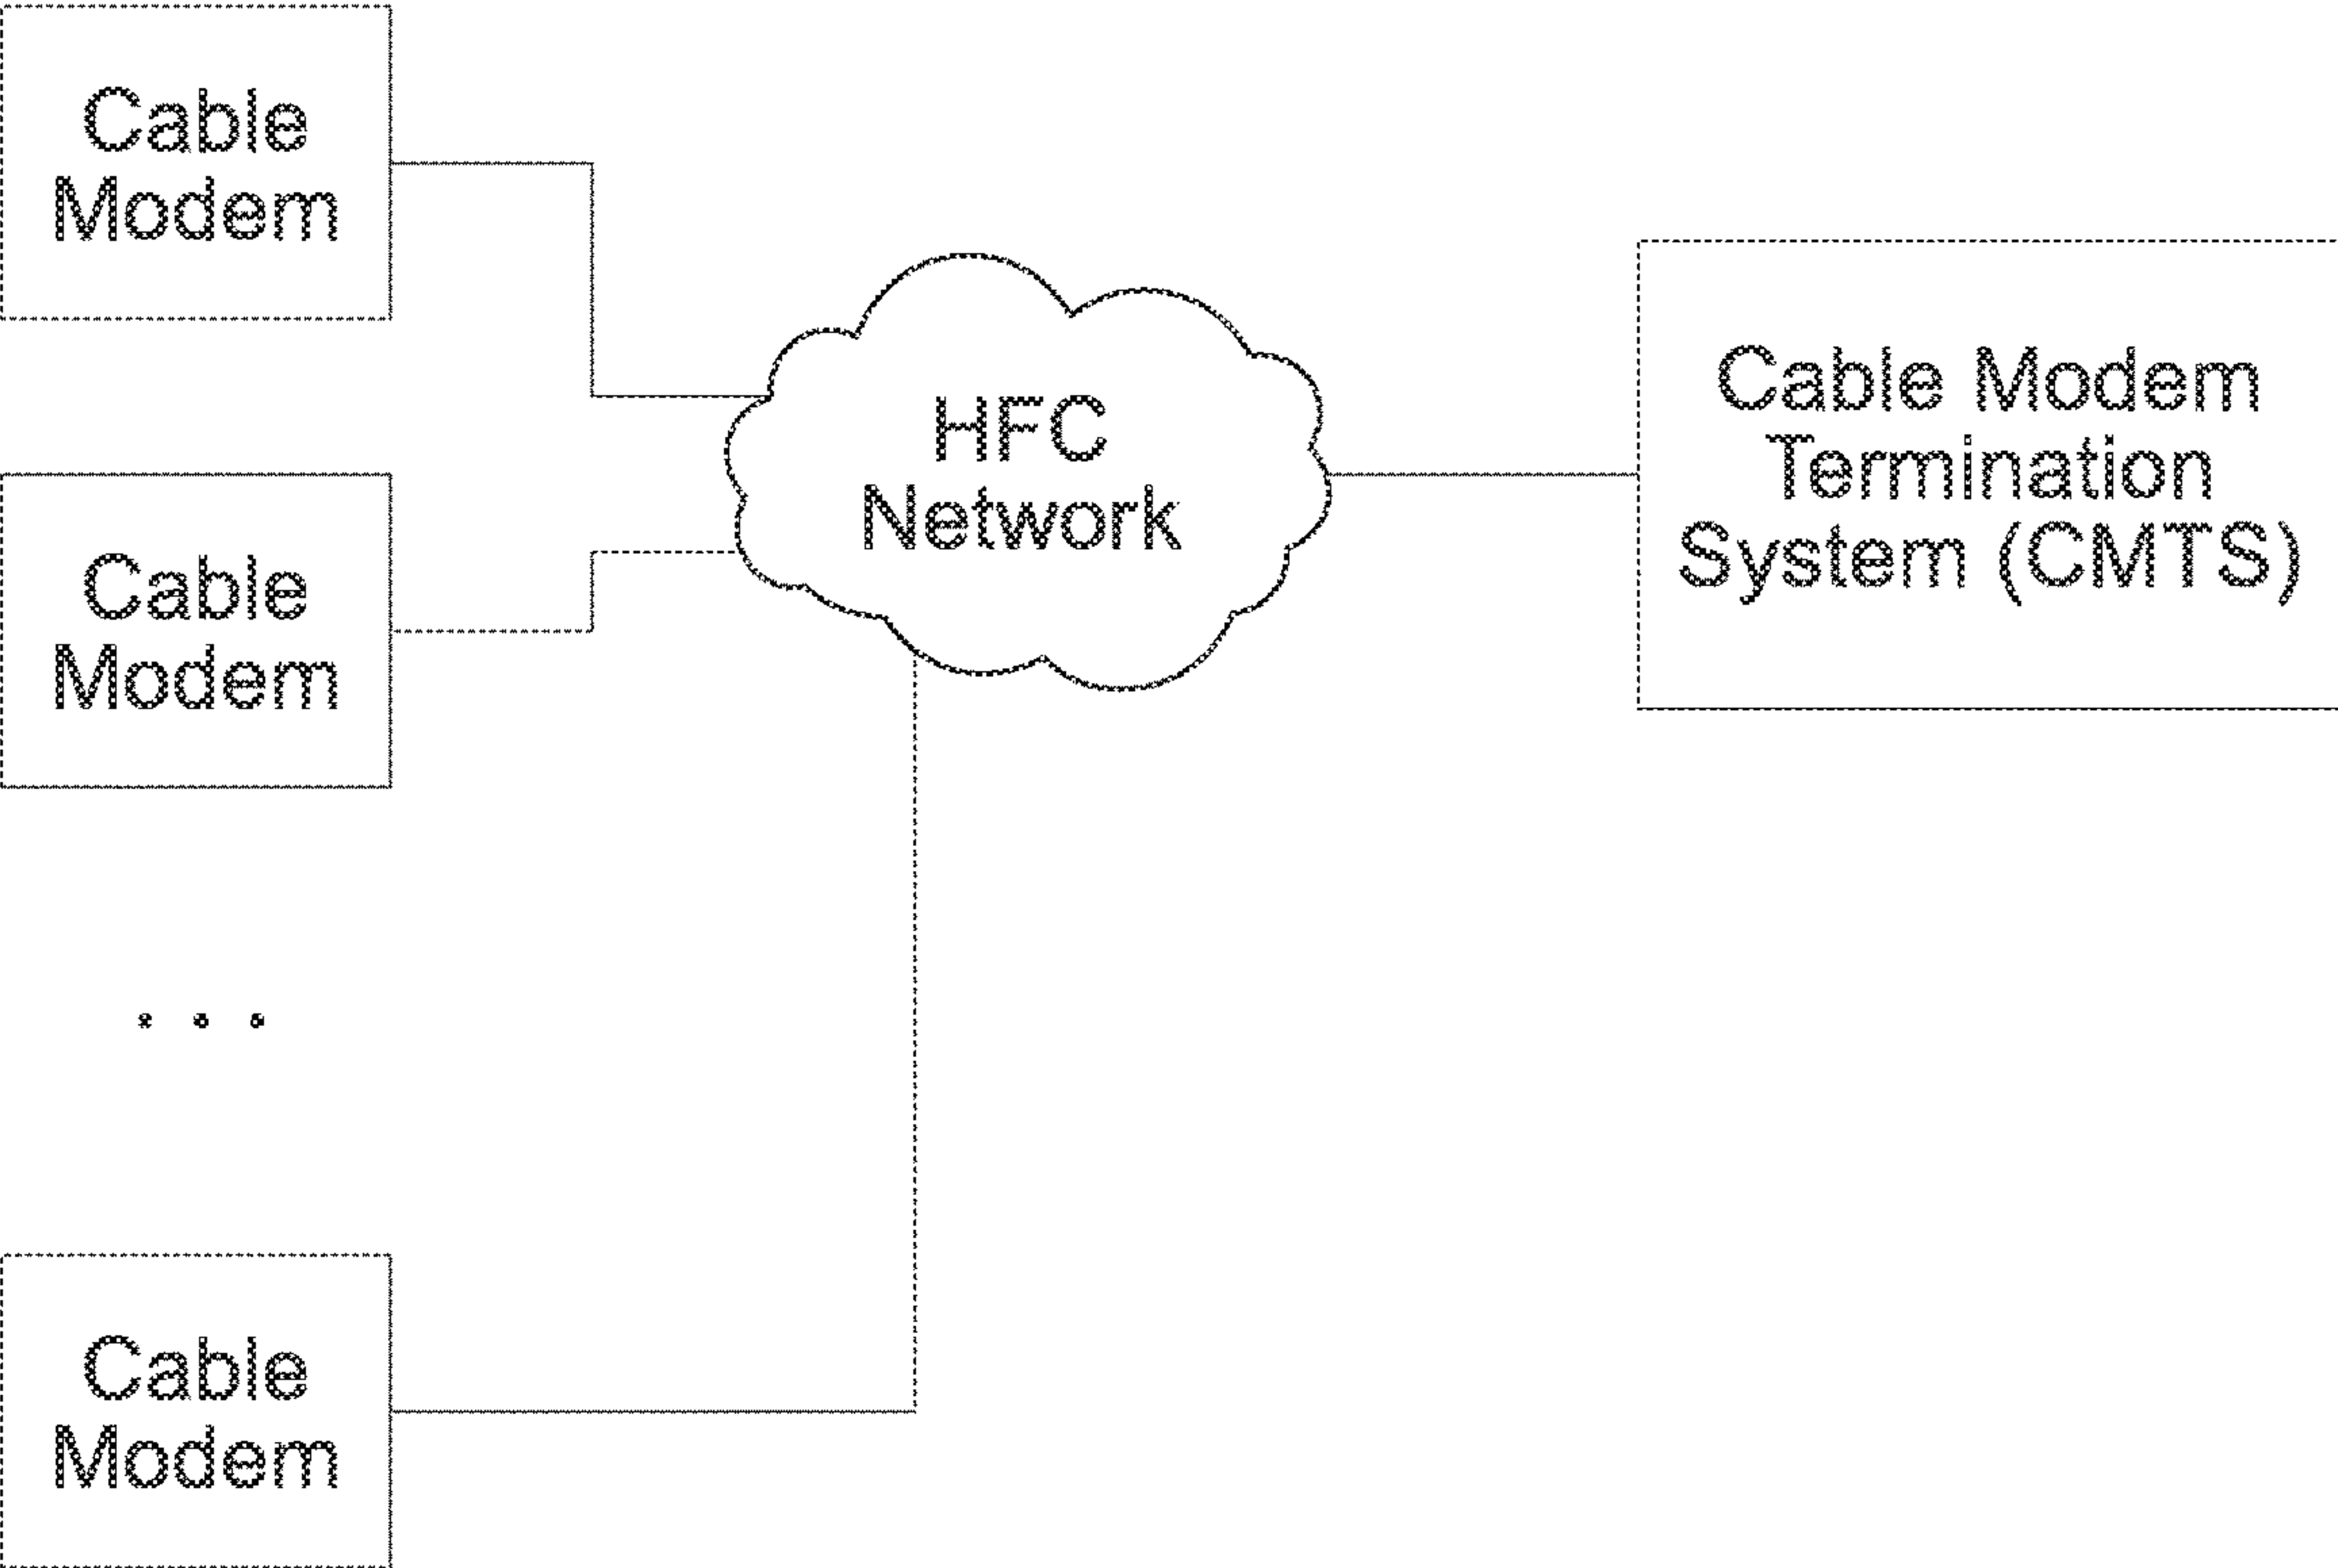 Cable
Modem
HFC
Network
Cable Modem
Termination
System (CMTS)
Cable
Modem
. . .
Cable
Modem